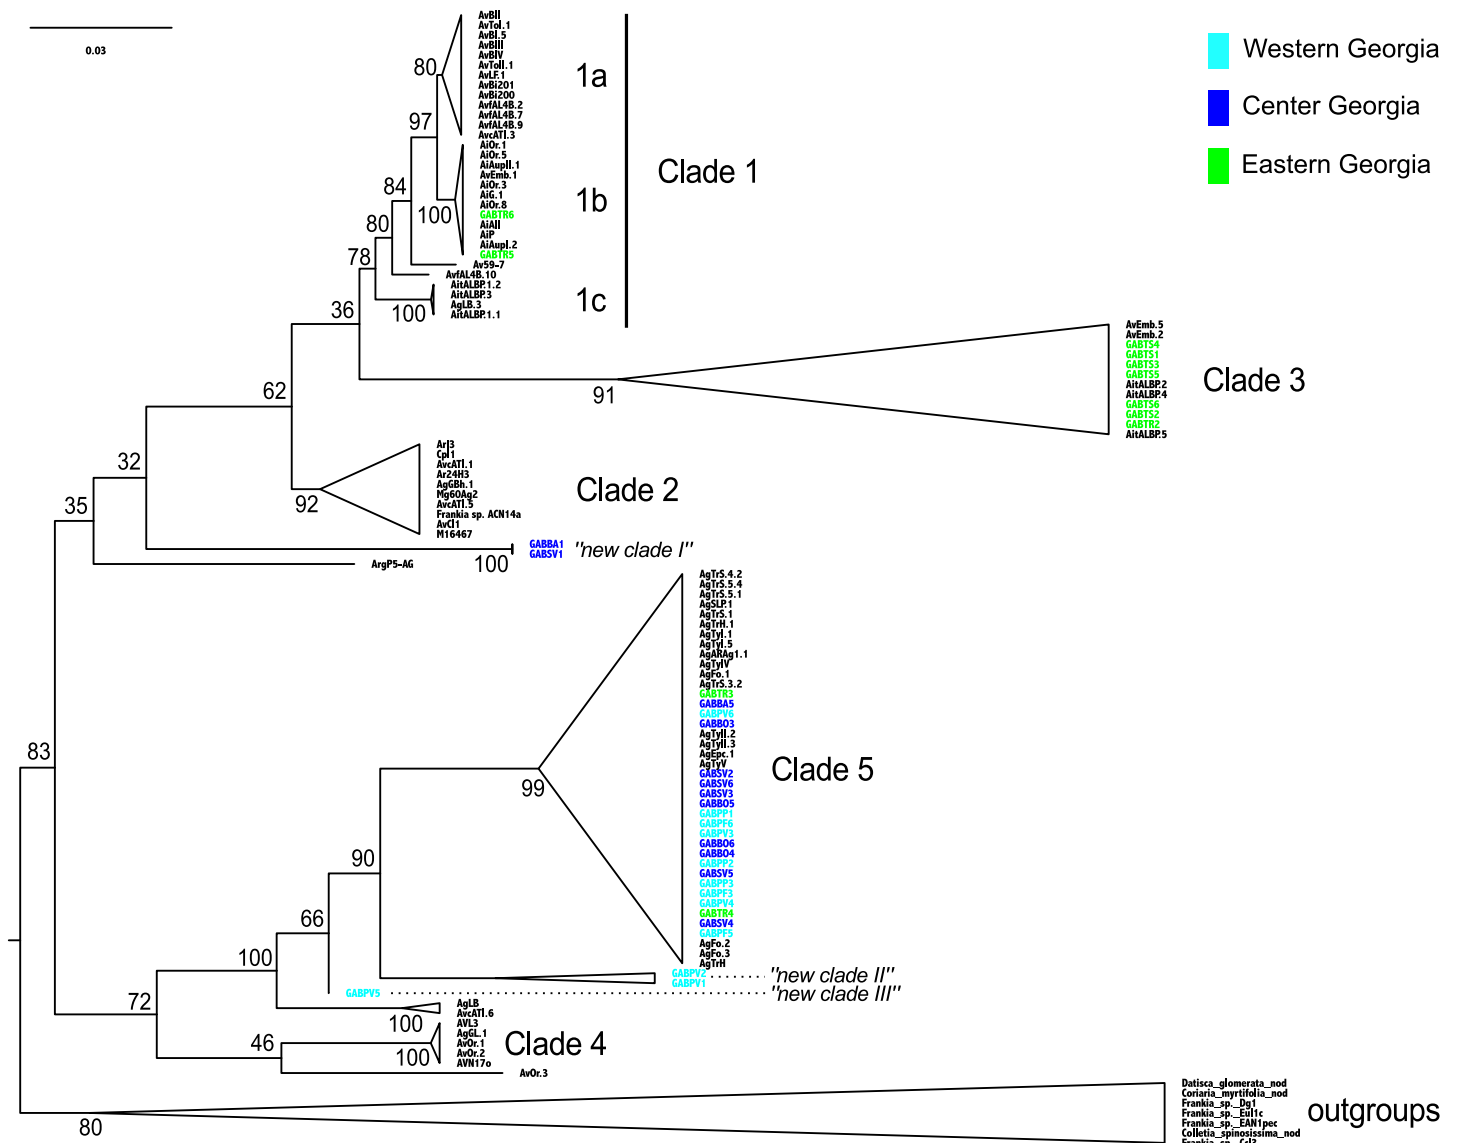 0.03
Western Georgia
Center Georgia
Eastern Georgia
AvBII
AvToI.1
AvBI.5
AvBIII
AvBIV
AvToII.1
AvLF.1
AvBi201
AvBi200
AvfAL4B.2
AvfAL4B.7
AvfAL4B.9
AvcATI.3
80
1a
97
AiOr.1
AiOr.5
AiAupII.1
AvEmb.1
AiOr.3
AiG.1
AiOr.8
GABTR6
AiAII
AiP
AiAupI.2
GABTR5
100
1b
Clade 1
84
Av59-7
80
AvfAL4B.10
78
AitALBP.1.2
AitALBP.3
AgLB.3
AitALBP.1.1
100
1c
36
AvEmb.5
AvEmb.2
GABTS4
GABTS1
GABTS3
GABTS5
AitALBP.2
AitALBP.4
GABTS6
GABTS2
GABTR2
AitALBP.5
91
Clade 3
62
ArI3
CpI1
AvcATI.1
Ar24H3
AgGBh.1
Mg60Ag2
AvcATI.5
Frankia sp. ACN14a
AvCI1
M16467
92
Clade 2
32
GABBA1
GABSV1
100
"new clade I"
35
ArgP5-AG
AgTrS.4.2
AgTrS.5.4
AgTrS.5.1
AgSLP.1
AgTrS.1
AgTrH.1
AgTyI.1
AgTyI.5
AgARAg1.1
AgTyIV
AgFo.1
AgTrS.3.2
GABTR3
GABBA5
GABPV6
GABBO3
AgTyII.2
AgTyII.3
AgEpc.1
AgTyV
GABSV2
GABSV6
GABSV3
GABBO5
GABPP1
GABPF6
GABPV3
GABBO6
GABBO4
GABPP2
GABSV5
GABPP3
GABPF3
GABPV4
GABTR4
GABSV4
GABPF5
AgFo.2
AgFo.3
AgTrH
99
Clade 5
83
90
66
GABPV2
GABPV1
"new clade II"
GABPV5
"new clade III"
100
AgLB
AvcATI.6
100
72
AVL3
AgGL.1
AvOr.1
AvOr.2
AVN17o
100
Clade 4
46
AvOr.3
Datisca_glomerata_nod
Coriaria_myrtifolia_nod
Frankia_sp._Dg1
Frankia_sp._EuI1c
Frankia_sp._EAN1pec
Colletia_spinosissima_nod
Frankia_sp._CcI3
80
outgroups